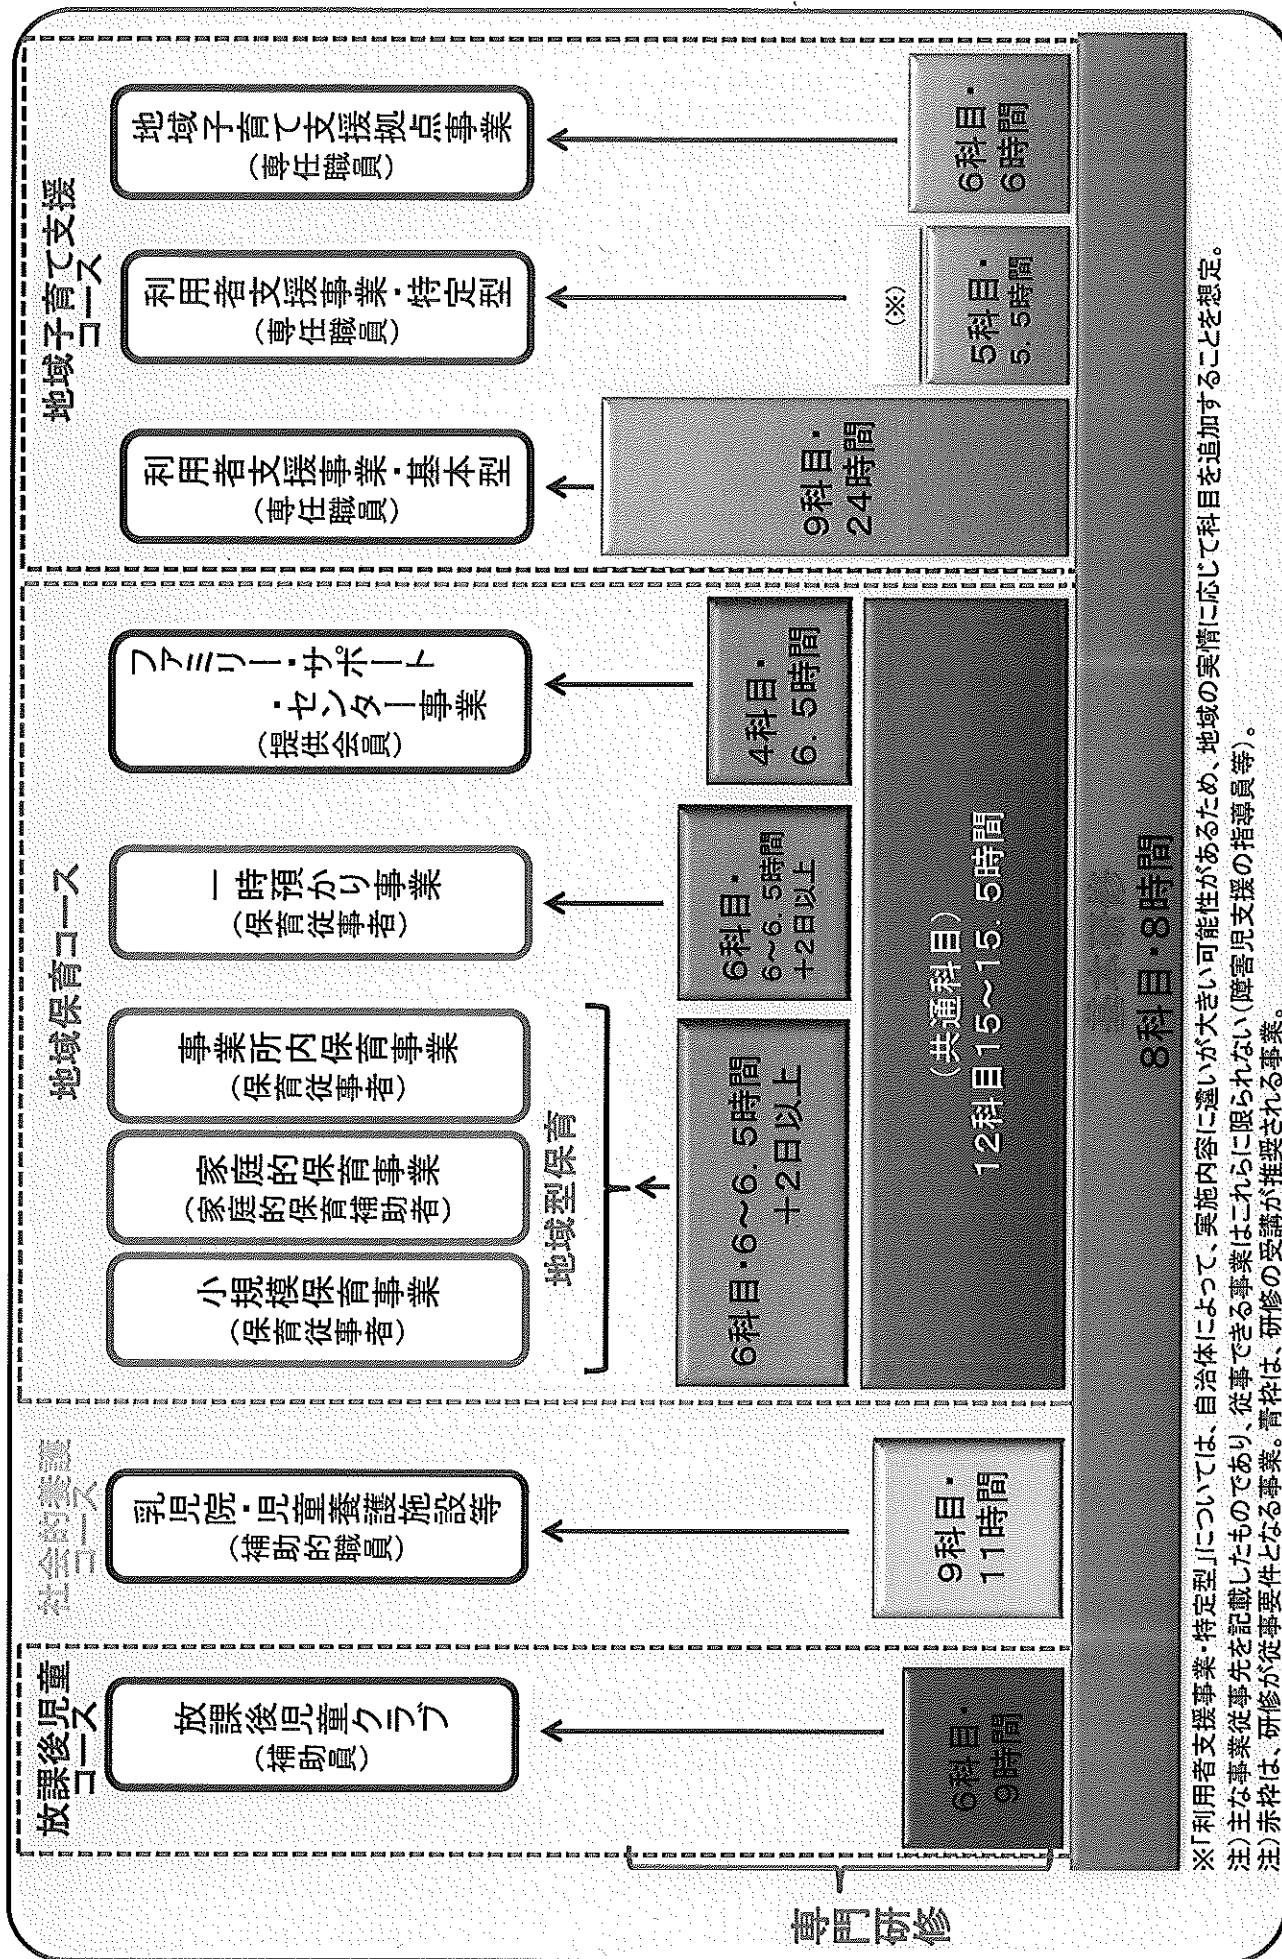 放課後児童
コース
社会的養護
コース
地域保育コース
地域子育て支援
コース
放課後児童クラブ
(補助員)
乳児院・児童養護施設等
(補助的職員)
小規模保育事業
(保育従事者)
家庭的保育事業
(家庭的保育補助者)
事業所内保育事業
(保育従事者)
一時預かり事業
(保育従事者)
ファミリー・サポート
・センター事業
(提供会員)
利用者支援事業・基本型
(専任職員)
利用者支援事業・特定型
(専任職員)
地域子育て支援拠点事業
(専任職員)
地域型保育
専門研修
6科目・
9時間
9科目・
11時間
6科目・6~6.5時間
+2日以上
6科目・
6~6.5時間
+2日以上
4科目・
6.5時間
(共通科目)
12科目15~15.5時間
9科目・
24時間
(※)
5科目・
5.5時間
6科目・
6時間
8科目・8時間
※「利用者支援事業・特定型」については、自治体によって、実施内容に違いが大きい可能性があるため、地域の実情に応じて科目を追加することを想定。
注)主な事業従事先を記載したものであり、従事できる事業はこれらに限られない(障害児支援の指導員等)。
注)赤枠は、研修が従事要件となる事業。青枠は、研修の受講が推奨される事業。